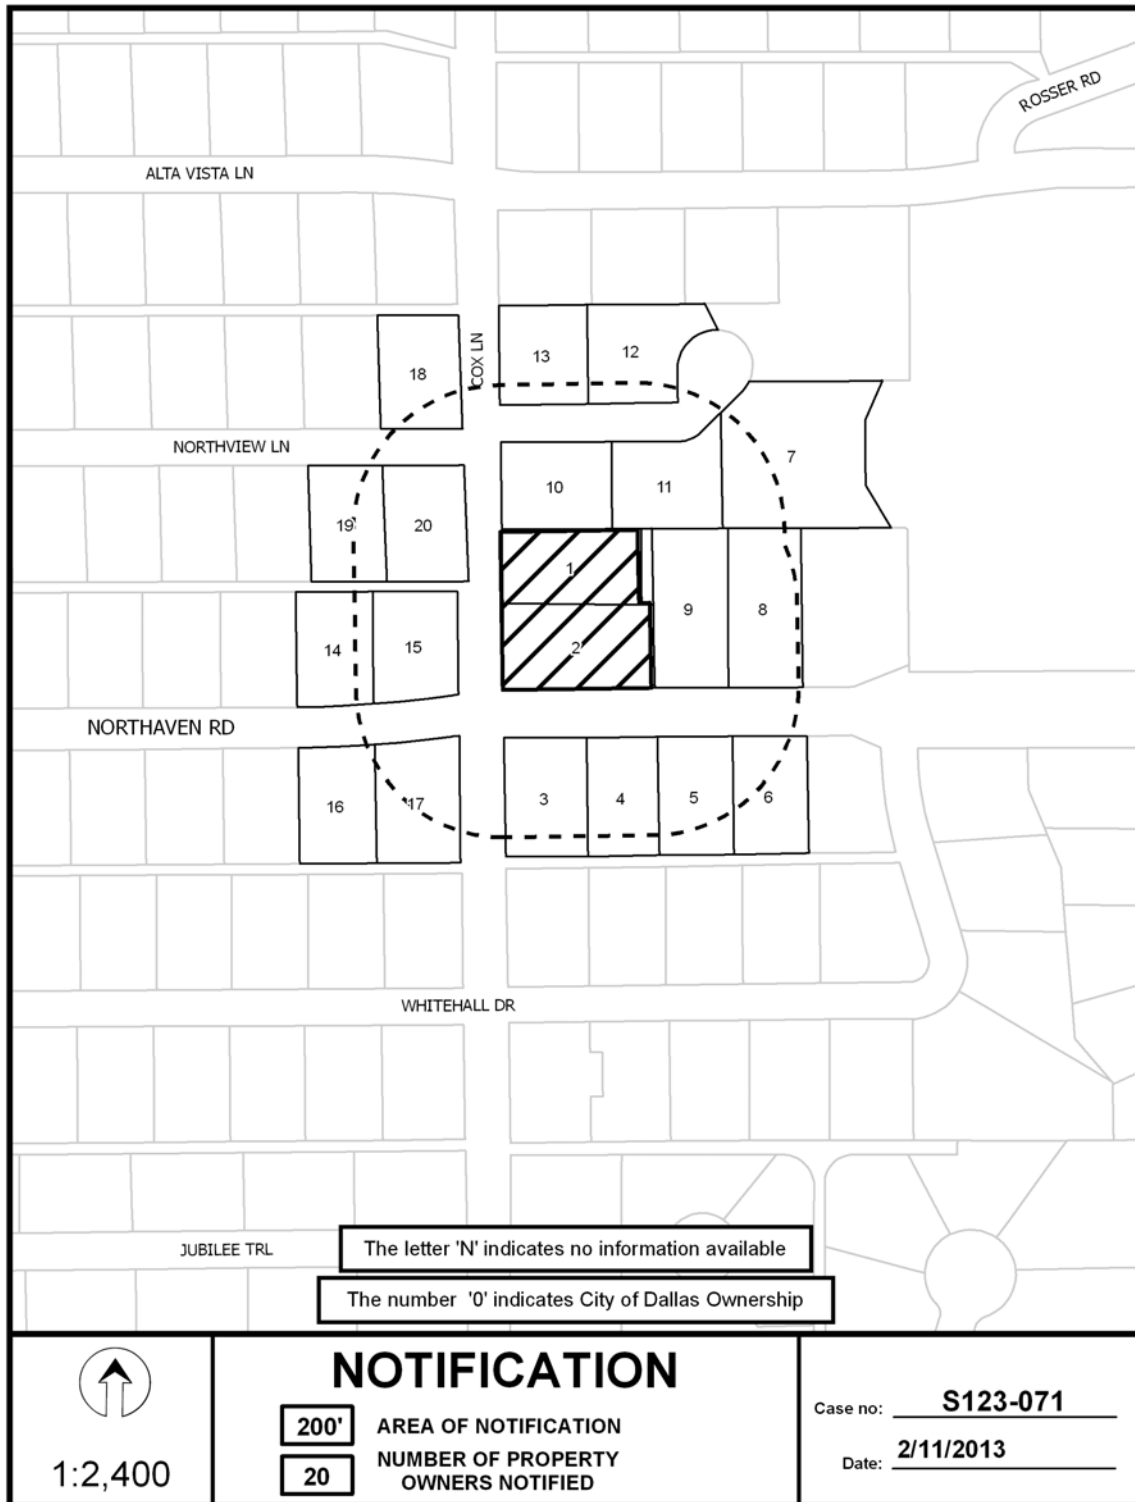 ROSSER RD
ALTA VISTA LN
COX LN
13
12
18
NORTHVIEW LN
7
10
11
19
20
1
9
8
2
14
15
NORTHAVEN RD
16
17
3
4
5
6
WHITEHALL DR
JUBILEE TRL
The letter 'N' indicates no information available
The number '0' indicates City of Dallas Ownership
1:2,400
NOTIFICATION
200' AREA OF NOTIFICATION
20 NUMBER OF PROPERTY
OWNERS NOTIFIED
Case no: S123-071
Date: 2/11/2013